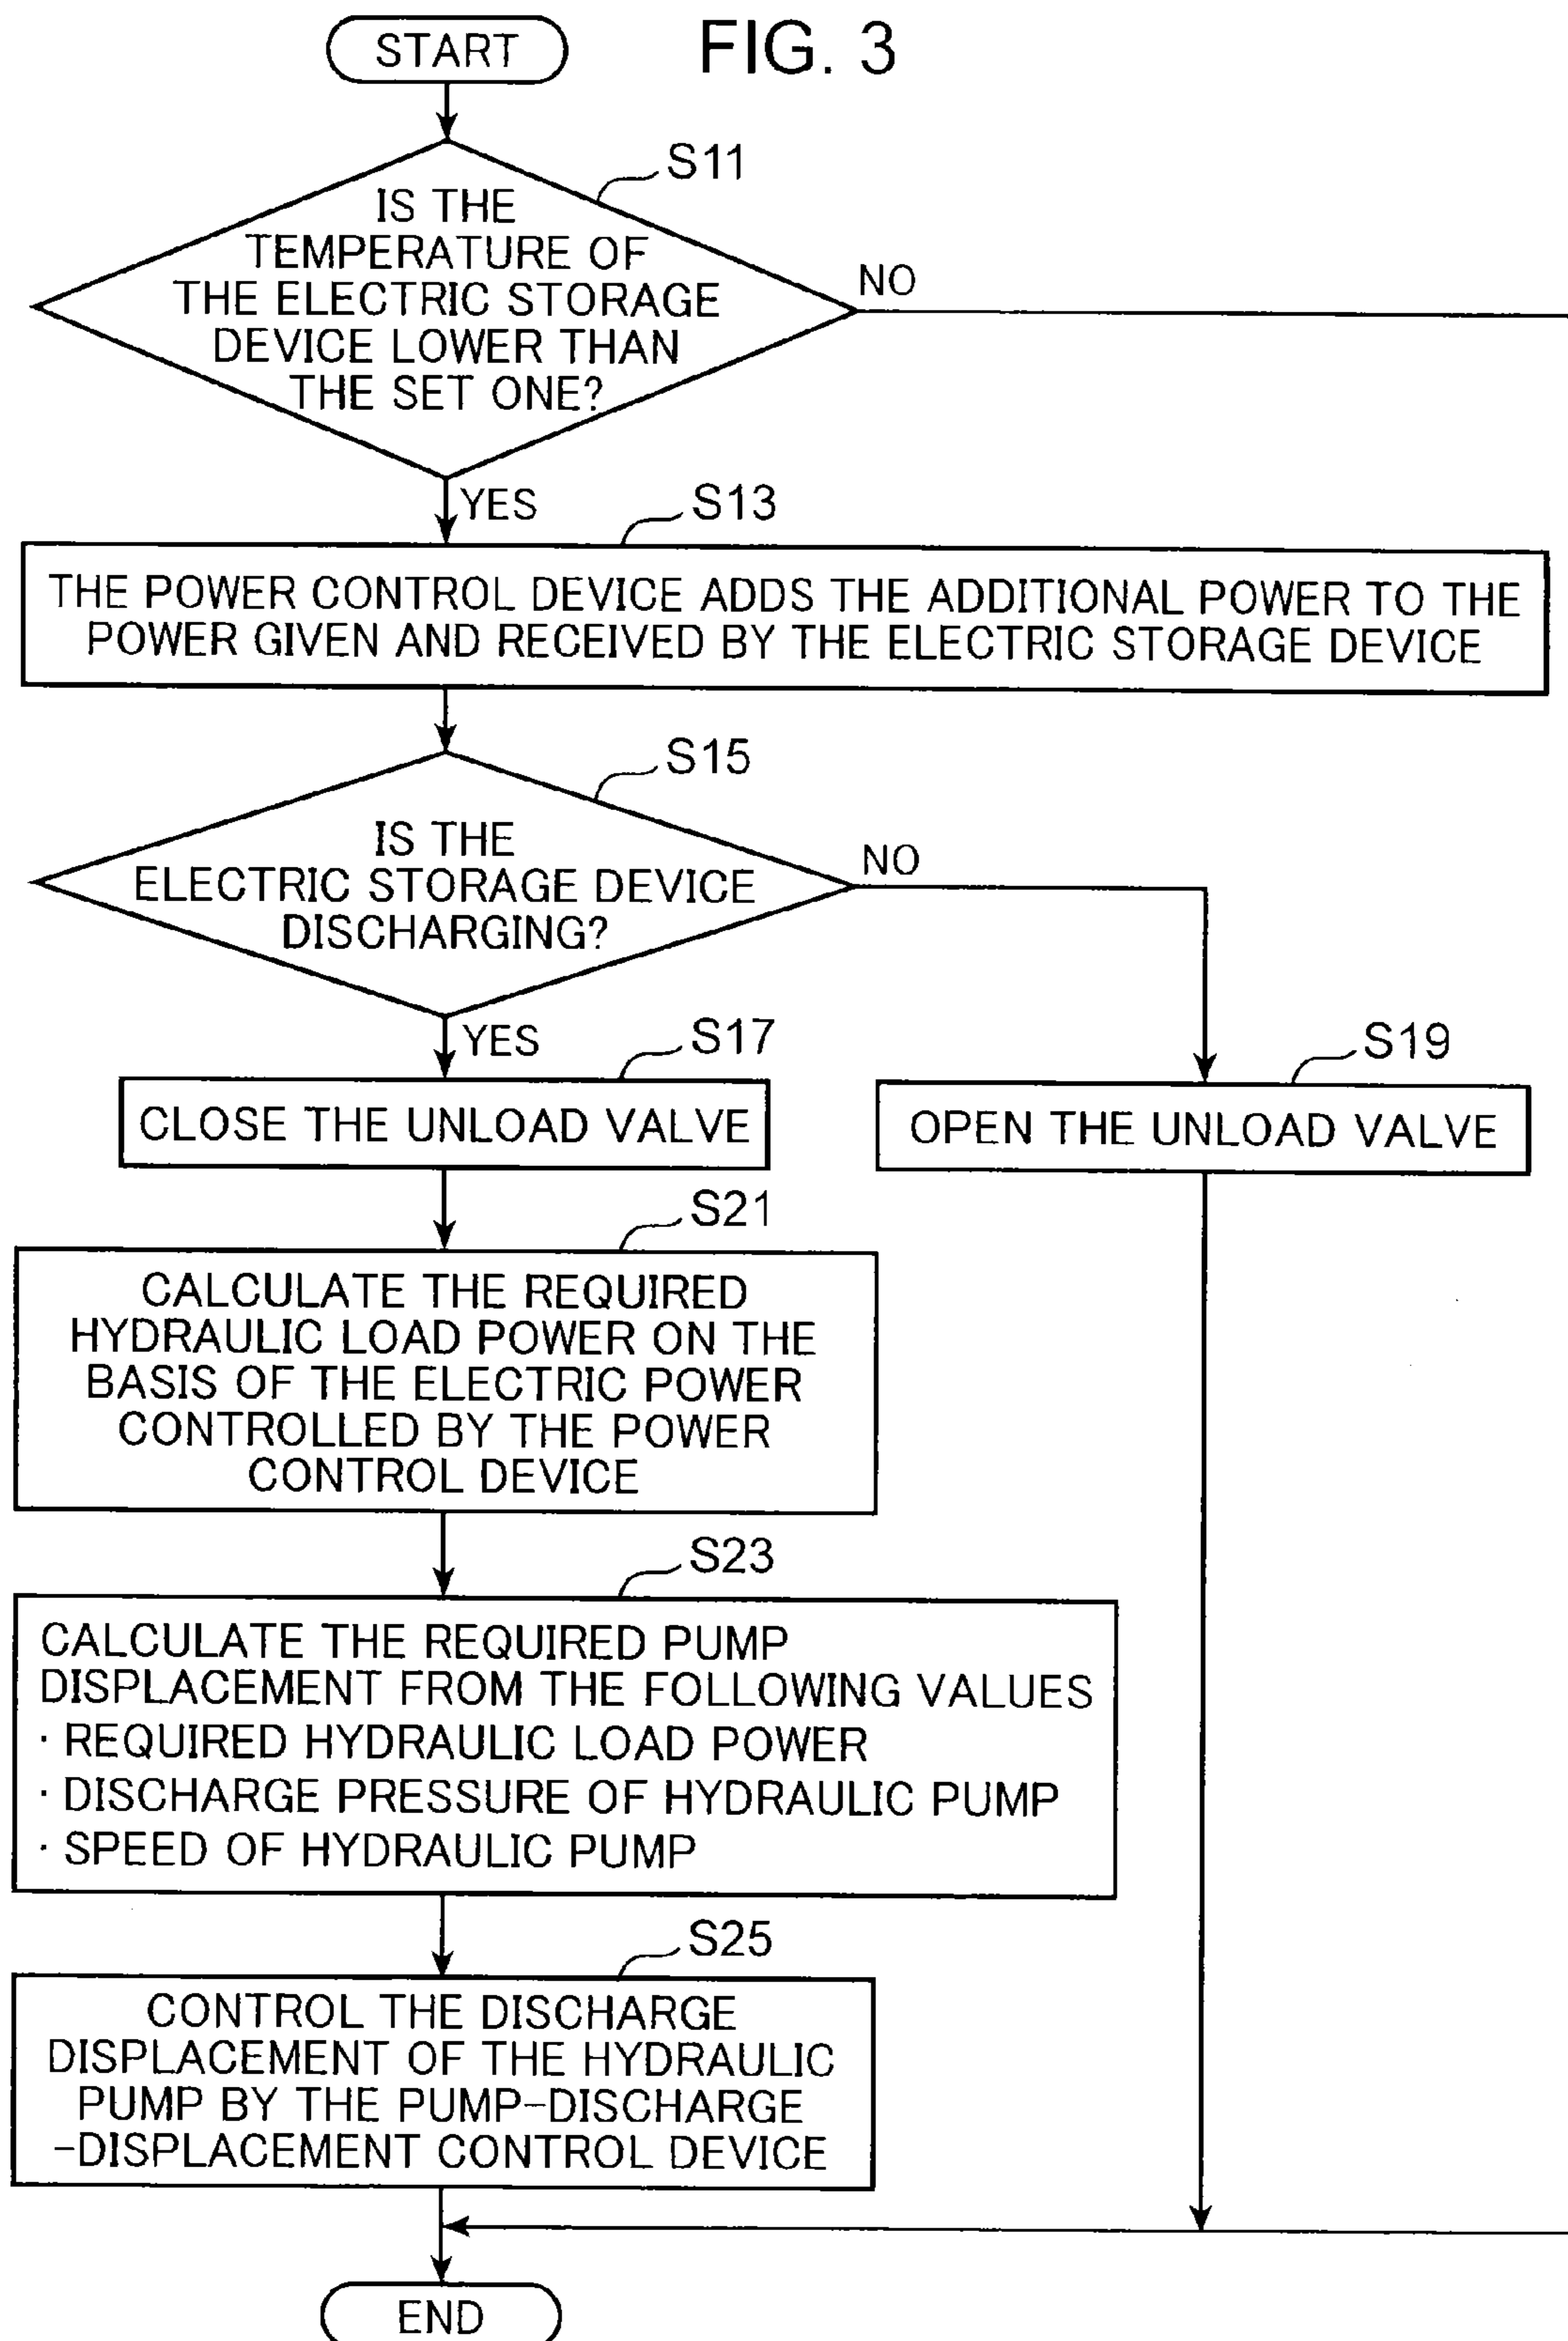 FIG. 3
START
S11
IS THE
TEMPERATURE OF
THE ELECTRIC STORAGE
DEVICE LOWER THAN
THE SET ONE?
NO
YES
S13
THE POWER CONTROL DEVICE ADDS THE ADDITIONAL POWER TO THE
POWER GIVEN AND RECEIVED BY THE ELECTRIC STORAGE DEVICE
S15
IS THE
ELECTRIC STORAGE DEVICE
DISCHARGING?
NO
YES
S17
CLOSE THE UNLOAD VALVE
S19
OPEN THE UNLOAD VALVE
S21
CALCULATE THE REQUIRED
HYDRAULIC LOAD POWER ON THE
BASIS OF THE ELECTRIC POWER
CONTROLLED BY THE POWER
CONTROL DEVICE
S23
CALCULATE THE REQUIRED PUMP
DISPLACEMENT FROM THE FOLLOWING VALUES
· REQUIRED HYDRAULIC LOAD POWER
· DISCHARGE PRESSURE OF HYDRAULIC PUMP
· SPEED OF HYDRAULIC PUMP
S25
CONTROL THE DISCHARGE
DISPLACEMENT OF THE HYDRAULIC
PUMP BY THE PUMP-DISCHARGE
-DISPLACEMENT CONTROL DEVICE
END